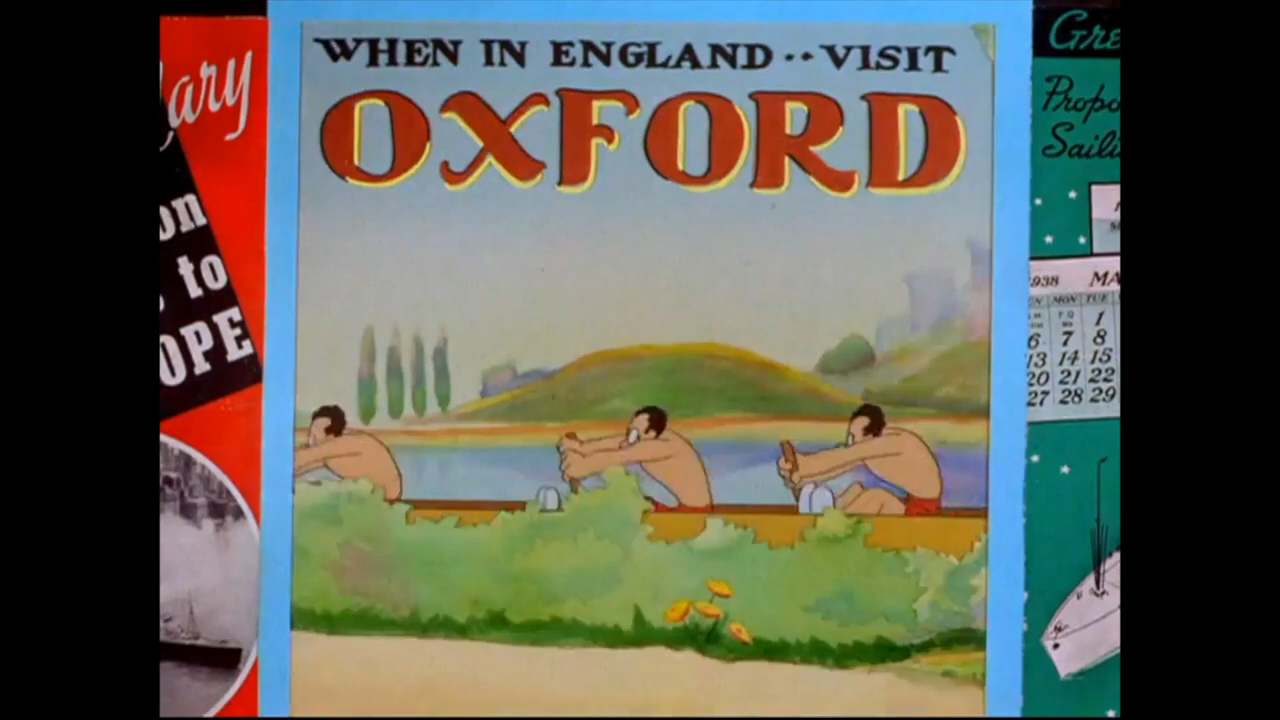 ary
on
to
OPE
WHEN IN ENGLAND··VISIT
OXFORD
Gre
Propo
Saili
1938 MA
MON TUE
1
6 7 8
13 14 15
20 21 22
27 28 29